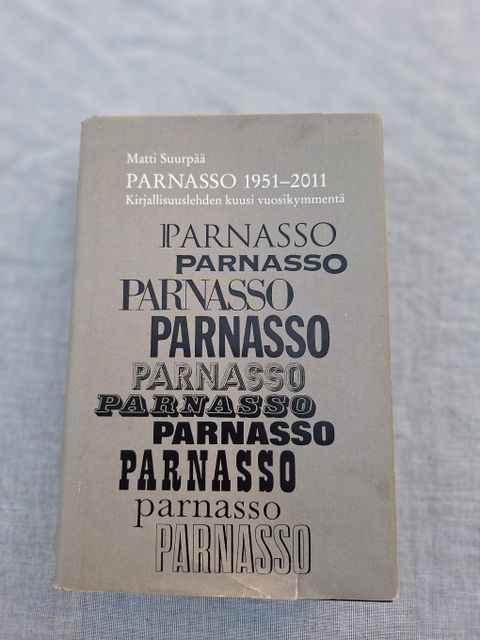 Matti Suurpää
PARNASSO 1951–2011
Kirjallisuuslehden kuusi vuosikymmentä
PARNASSO
PARNASSO
PARNASSO
PARNASSO
PARNASSO
PARNASSO
PARNASSO
PARNASSO
parnasso
PARNASSO